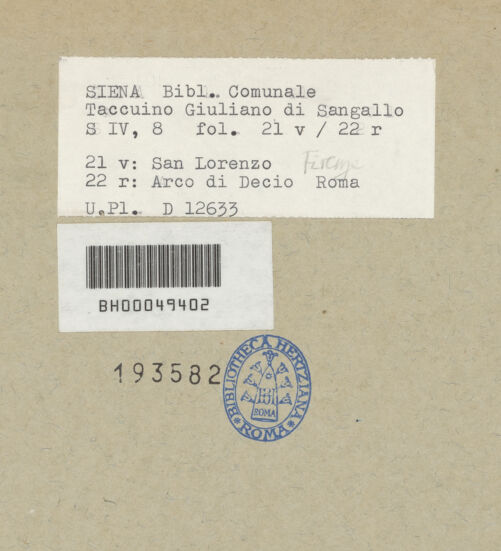 SIENA Bibl. Comunale
Taccuino Giuliano di Sangallo
S IV, 8 fol. 21 v / 22 r
21 v: San Lorenzo Firenze
22 r: Arco di Decio Roma
U.Pl. D 12633
BH00049402
193582
BIBLIOTHECA HERTZIANA
ROMA
* ROMA *